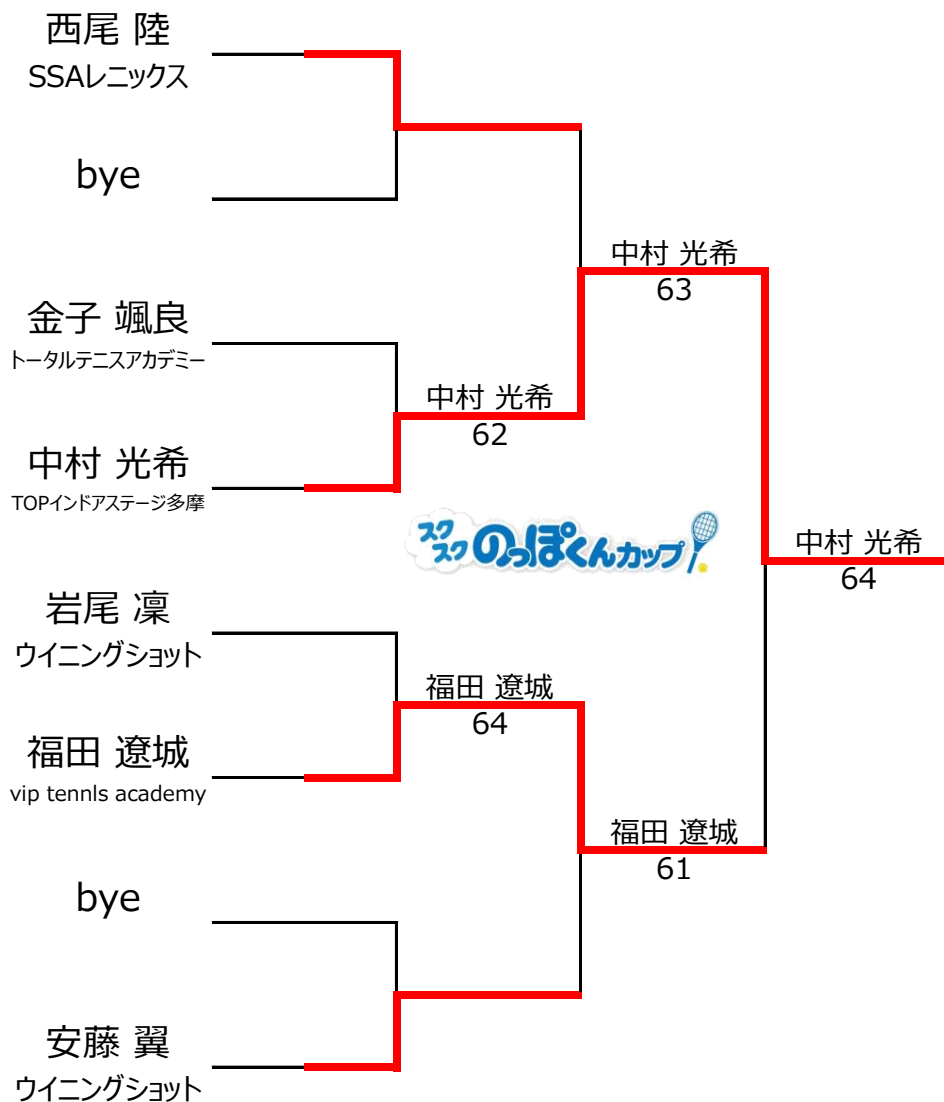 西尾 陸
SSAレニックス
bye
中村 光希
63
金子 颯良
トータルテニスアカデミー
中村 光希
62
中村 光希
TOPインドアステージ多摩
スクスク のっぽくんカップ
中村 光希
64
岩尾 凜
ウイニングショット
福田 遼城
64
福田 遼城
vip tennls academy
福田 遼城
61
bye
安藤 翼
ウイニングショット